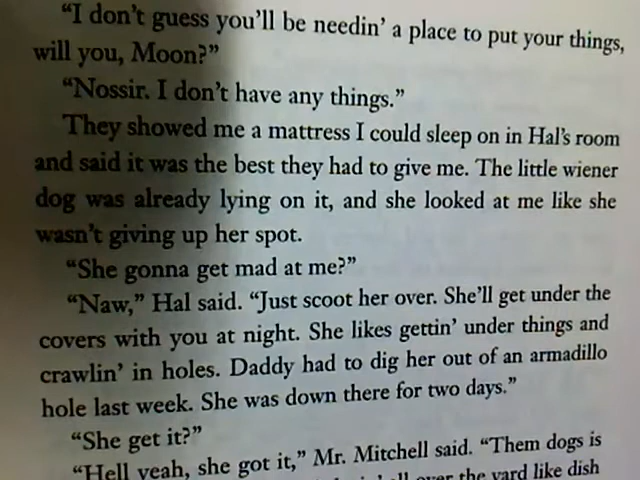 “I don’t guess you’ll be needin’ a place to put your things,
will you, Moon?”
“Nossir. I don’t have any things.”
They showed me a mattress I could sleep on in Hal’s room
and said it was the best they had to give me. The little wiener
dog was already lying on it, and she looked at me like she
wasn’t giving up her spot.
“She gonna get mad at me?”
“Naw,” Hal said. “Just scoot her over. She’ll get under the
covers with you at night. She likes gettin’ under things and
crawlin’ in holes. Daddy had to dig her out of an armadillo
hole last week. She was down there for two days.”
“She get it?”
“Hell yeah, she got it,” Mr. Mitchell said. “Them dogs is
over the yard like dish